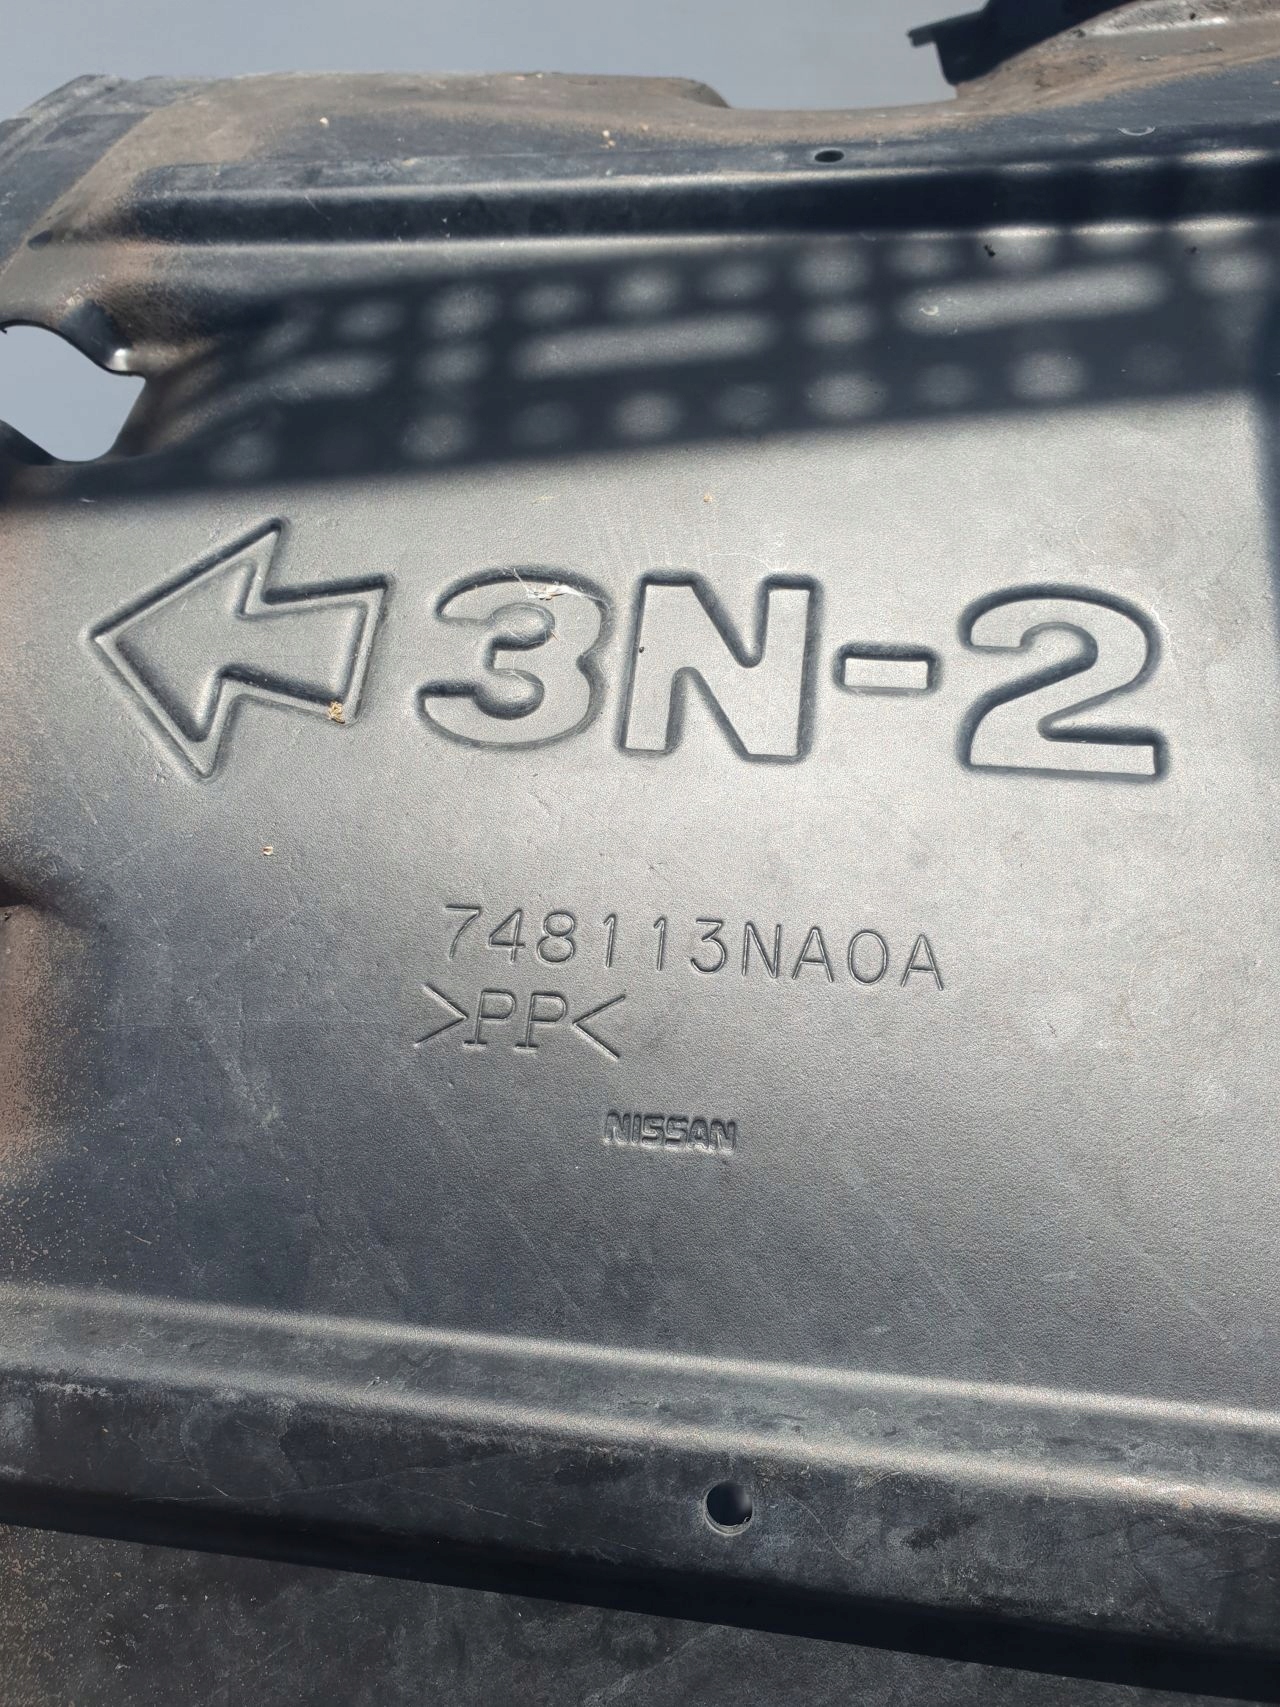 3N-2
748113NA0A
>PP<
NISSAN